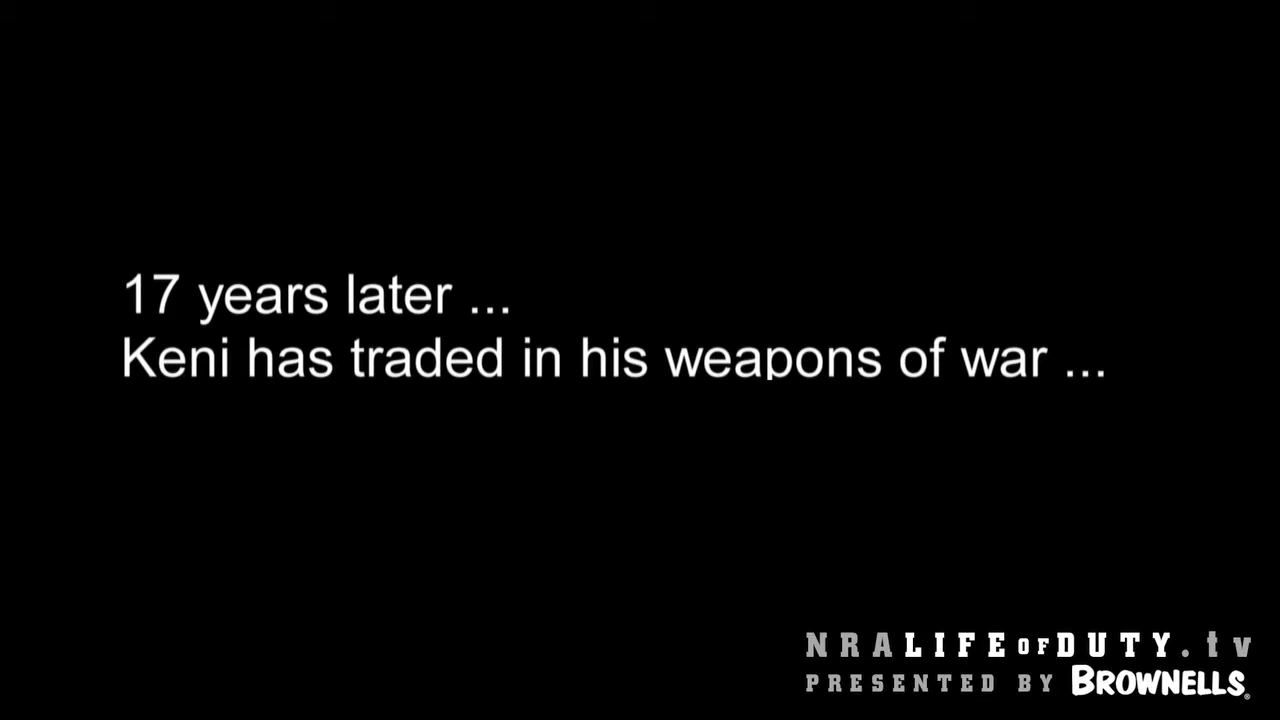 17 years later ...
Keni has traded in his weapons of war ...
NRALIFEOFDUTY.tv
PRESENTED BY BROWNELLS®